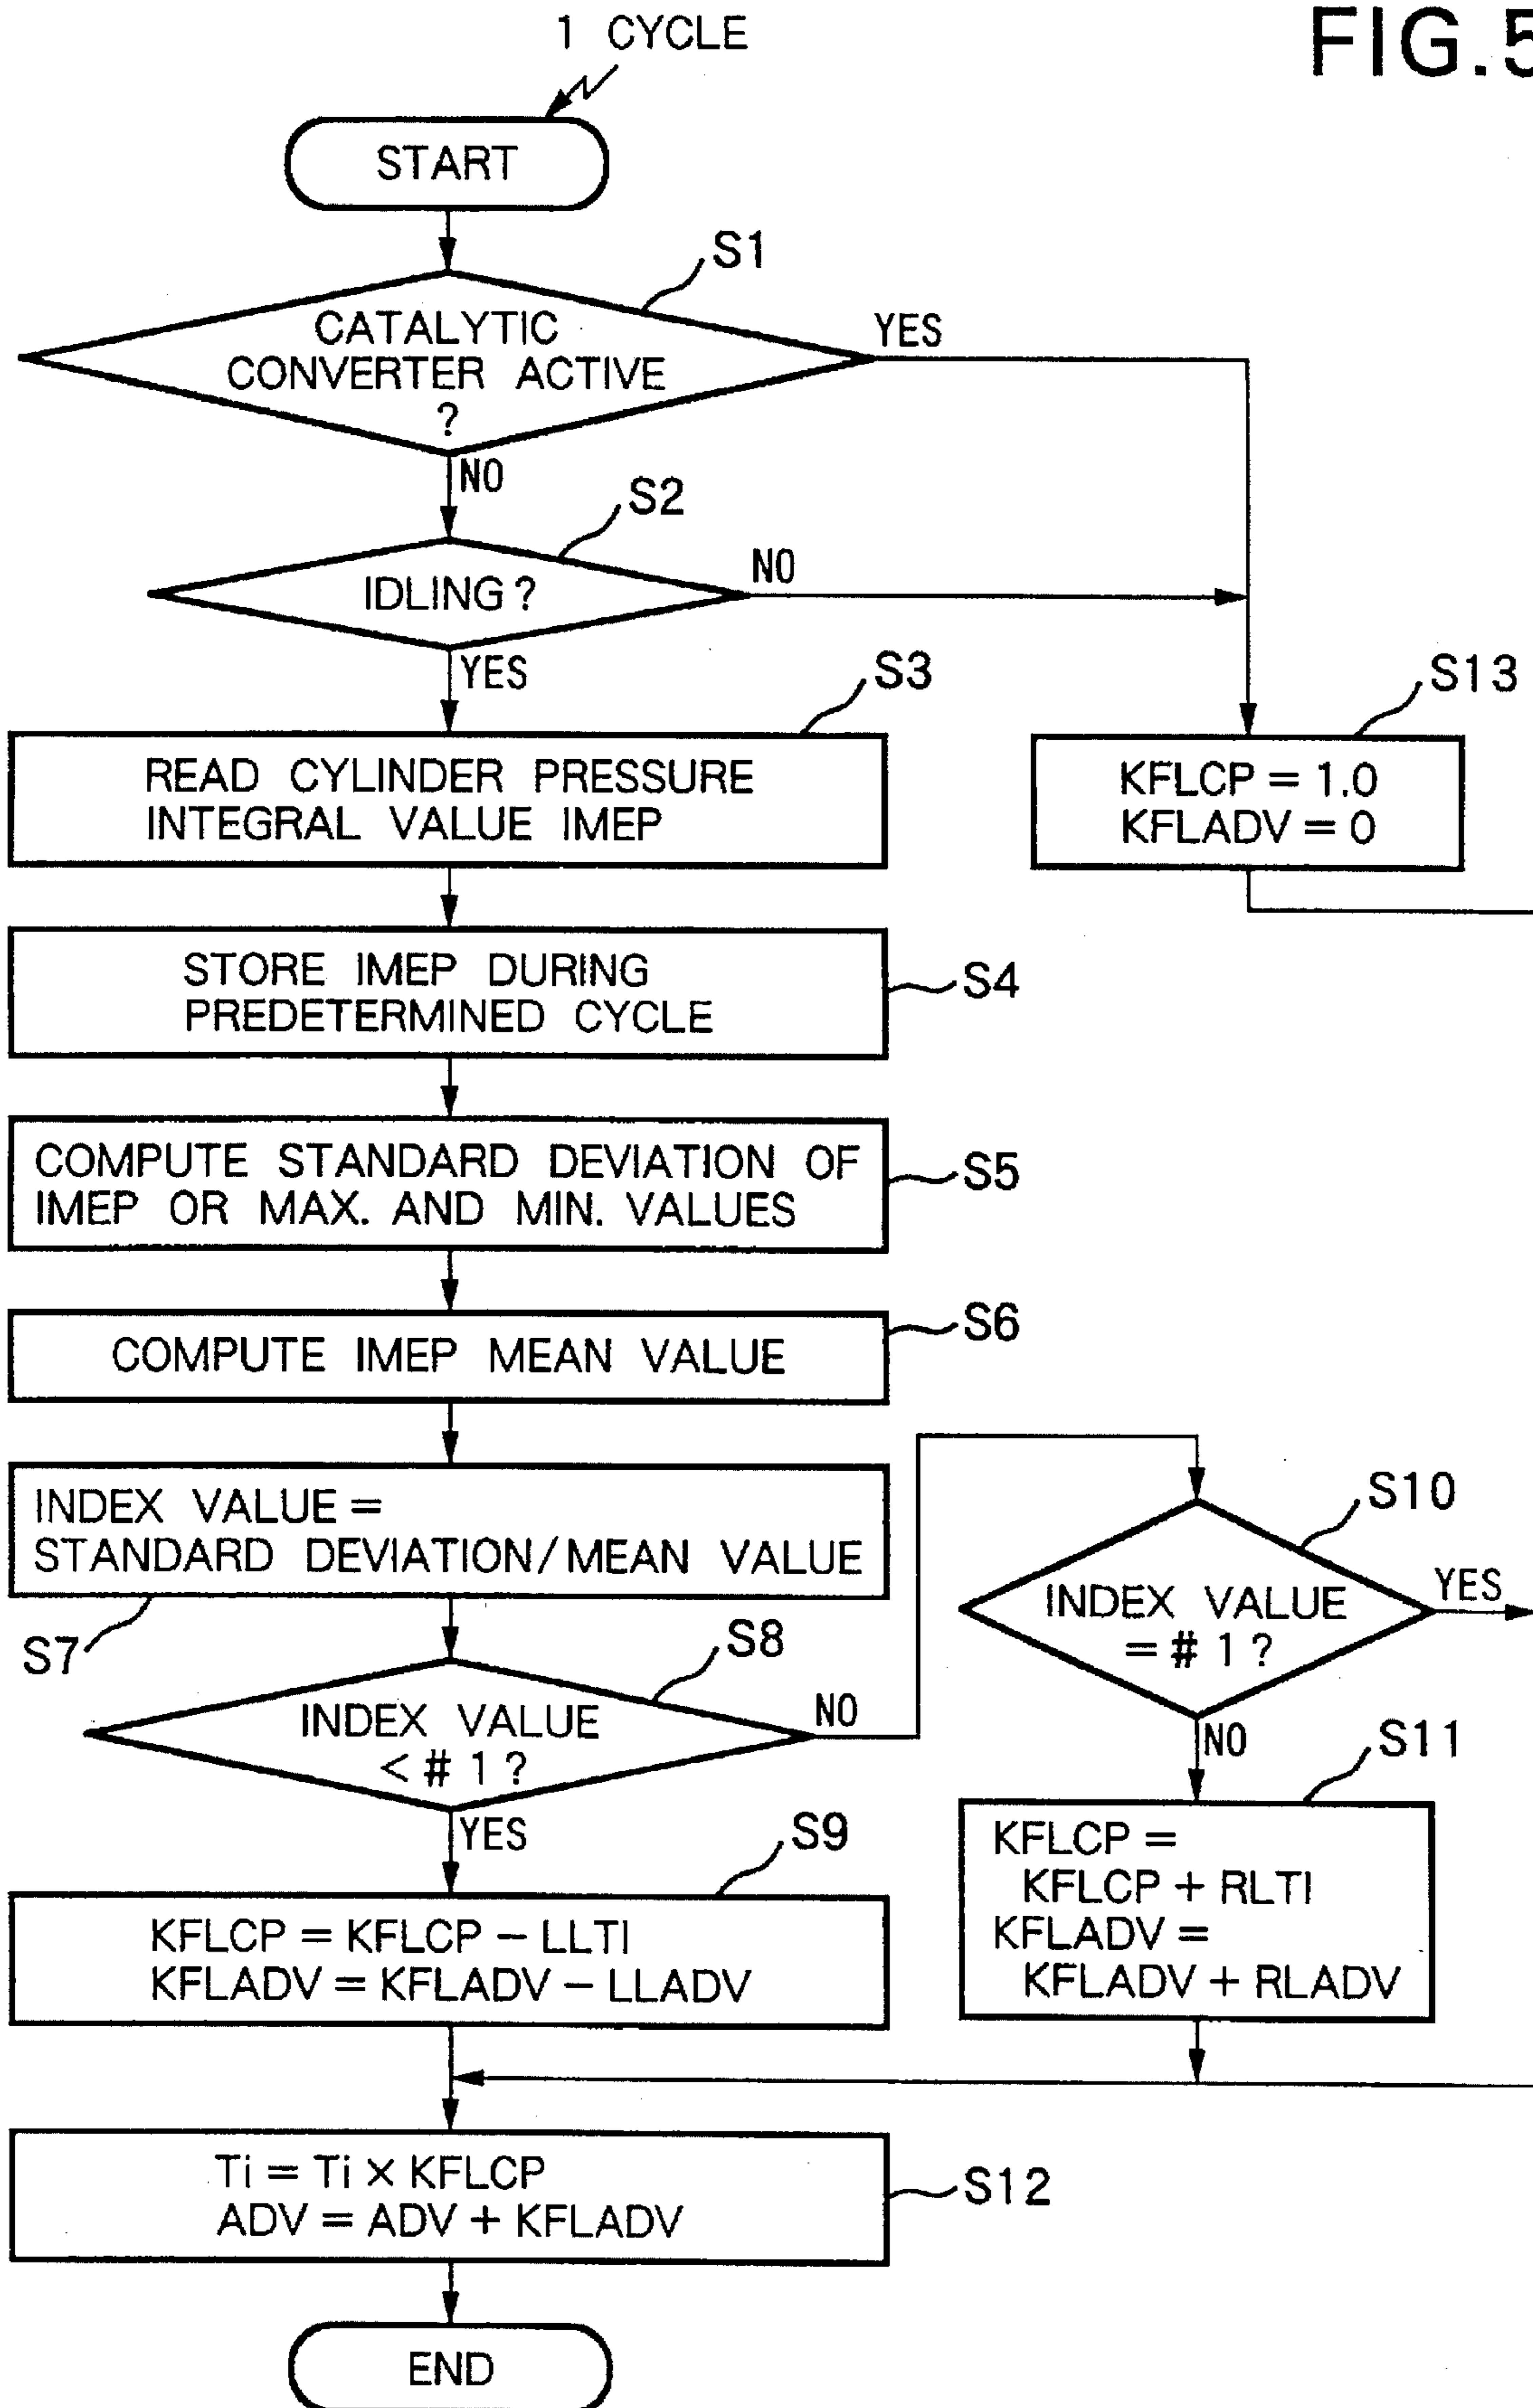 FIG.5
1 CYCLE
START
S1
CATALYTIC
CONVERTER ACTIVE
?
YES
NO
S2
IDLING?
NO
YES
S3
READ CYLINDER PRESSURE
INTEGRAL VALUE IMEP
S13
KFLCP = 1.0
KFLADV = 0
STORE IMEP DURING
PREDETERMINED CYCLE
S4
COMPUTE STANDARD DEVIATION OF
IMEP OR MAX. AND MIN. VALUES
S5
COMPUTE IMEP MEAN VALUE
S6
INDEX VALUE =
STANDARD DEVIATION/MEAN VALUE
S7
S8
INDEX VALUE
< # 1 ?
NO
YES
S10
INDEX VALUE
= # 1 ?
YES
NO
S11
KFLCP =
KFLCP + RLTI
KFLADV =
KFLADV + RLADV
S9
KFLCP = KFLCP − LLTI
KFLADV = KFLADV − LLADV
Ti = Ti × KFLCP
ADV = ADV + KFLADV
S12
END